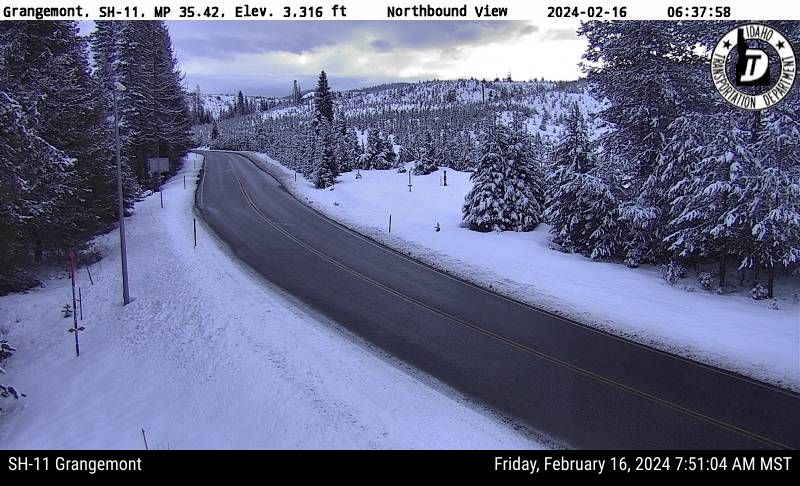 Grangemont, SH-11, MP 35.42, Elev. 3,316 ft Northbound View 2024-02-16 06:37:58
IDAHO
TRANSPORTATION DEPARTMENT
SH-11 Grangemont Friday, February 16, 2024 7:51:04 AM MST